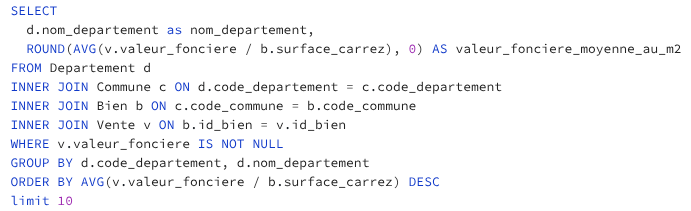 SELECT
  d.nom_departement as nom_departement,
  ROUND(AVG(v.valeur_fonciere / b.surface_carrez), 0) AS valeur_fonciere_moyenne_au_m2
FROM Departement d
INNER JOIN Commune c ON d.code_departement = c.code_departement
INNER JOIN Bien b ON c.code_commune = b.code_commune
INNER JOIN Vente v ON b.id_bien = v.id_bien
WHERE v.valeur_fonciere IS NOT NULL
GROUP BY d.code_departement, d.nom_departement
ORDER BY AVG(v.valeur_fonciere / b.surface_carrez) DESC
limit 10